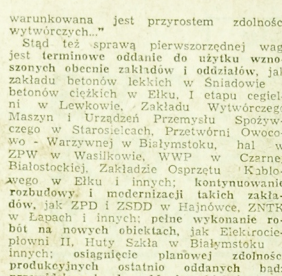 warunkowana jest przyrostem zdolnośc
wytwórczych..."
Stąd też sprawą pierwszorzędnej wag
jest terminowe oddanie do użytku wzno
szonych obecnie zakładów i oddziałów, jak
zakładu betonów lekkich w Śniadowie
betonów ciężkich w Ełku, I etapu cegiel
ni w Lewkowie, Zakładu Wytwórczego
Maszyn i Urządzeń Przemysłu Spożyw-
czego w Starosielcach, Przetwórni Owoco-
wo - Warzywnej w Białymstoku, hal w
ZPW w Wasilkowie, WWP w Czarne
Białostockiej, Zakładzie Osprzętu Kablo-
wego w Ełku i innych; kontynuowanie
rozbudowy i modernizacji takich zakła-
dów, jak ZPD i ZSDD w Hajnówce, ZNTK
w Łapach i innych; pełne wykonanie ro-
bót na nowych obiektach, jak Elektrocie-
płowni II, Huty Szkła w Białymstoku
innych; osiągnięcie planowej zdolnośc
produkcyjnych ostatnio oddanych bądź